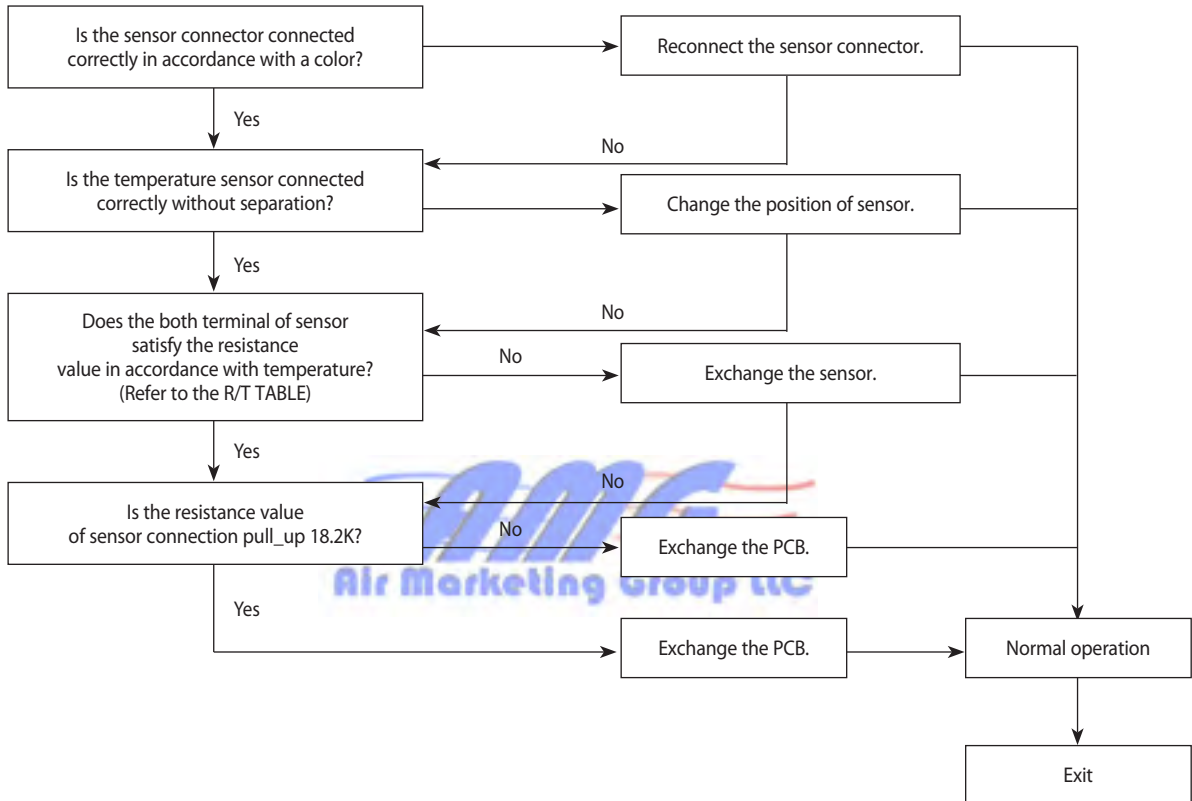 Is the sensor connector connected
correctly in accordance with a color?
Reconnect the sensor connector.
Yes
No
Is the temperature sensor connected
correctly without separation?
Change the position of sensor.
Yes
No
Does the both terminal of sensor
satisfy the resistance
value in accordance with temperature?
(Refer to the R/T TABLE)
No
Exchange the sensor.
Yes
No
Is the resistance value
of sensor connection pull_up 18.2K?
No
Exchange the PCB.
AMG
Air Marketing Group LLC
Yes
Exchange the PCB.
Normal operation
Exit